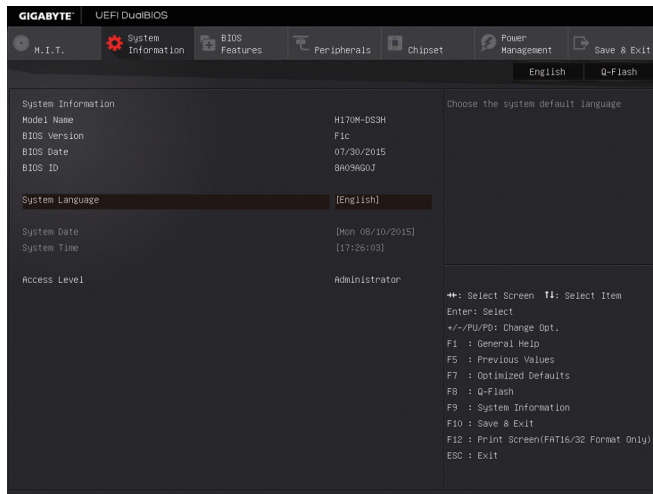 GIGABYTE™ UEFI DualBIOS
M.I.T. System Information BIOS Features Peripherals Chipset Power Management Save & Exit
English Q-Flash
System Information
Model Name H170M-DS3H
BIOS Version F1c
BIOS Date 07/30/2015
BIOS ID 8A09AG0J
System Language [English]
System Date [Mon 08/10/2015]
System Time [17:26:03]
Access Level Administrator
Choose the system default language
→←: Select Screen ↑↓: Select Item
Enter: Select
+/-/PU/PD: Change Opt.
F1 : General Help
F5 : Previous Values
F7 : Optimized Defaults
F8 : Q-Flash
F9 : System Information
F10 : Save & Exit
F12 : Print Screen(FAT16/32 Format Only)
ESC : Exit